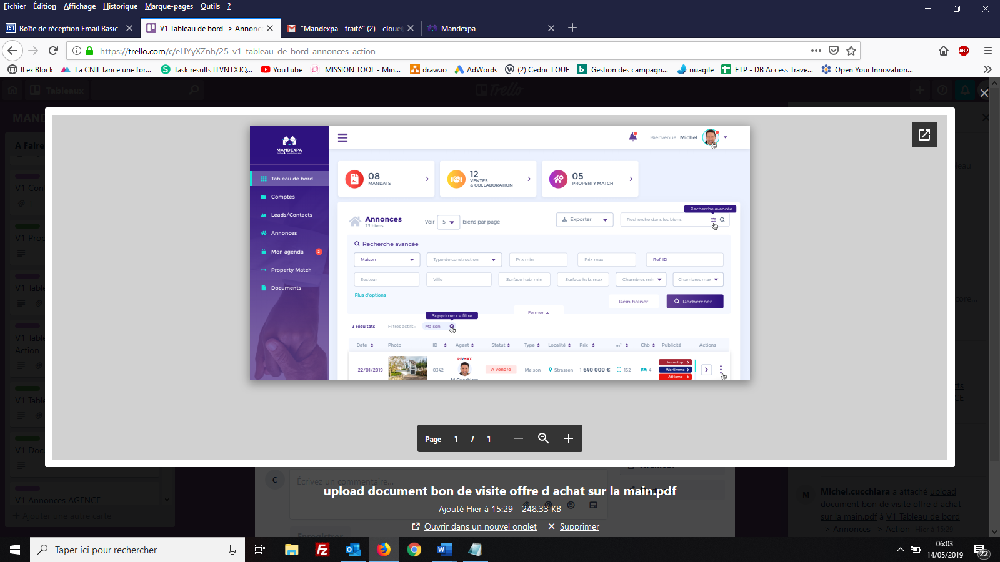 Fichier Édition Affichage Historique Marque-pages Outils ?
Boîte de réception Email Basic
V1 Tableau de bord -> Annonc
"Mandexpa - traité" (2) - cloue
Mandexpa
https://trello.com/c/eHYyXZnh/25-v1-tableau-de-bord-annonces-action
JLex Block
La CNIL lance une for...
Task results ITVNTXJQ...
YouTube
MISSION TOOL - Min...
draw.io
AdWords
(2) Cedric LOUE
Gestion des campagn...
nuagile
FTP - DB Access Trave...
Open Your Innovation...
Tableaux
Trello
MAND
A Faire
V1 Con
1
V1 Prop
V1 Table
V1 Table
Action
V1 Table
V1 Doc
V1 Annonces AGENCE
+ Ajouter une autre carte
MANDEXPA
Bienvenue Michel
Tableau de bord
Comptes
Leads/Contacts
Annonces
Mon agenda 2
Property Match
Documents
08
MANDATS
12
VENTES
& COLLABORATION
05
PROPERTY MATCH
Recherche avancée
Annonces
23 biens
Voir 5 biens par page
Exporter
Recherche dans les biens
Recherche avancée
Maison
Type de construction
Prix min
Prix max
Ref. ID
Secteur
Ville
Surface hab. min
Surface hab. max
Chambres min
Chambres max
Plus d'options
Réinitialiser
Rechercher
Fermer
Supprimer ce filtre
3 résultats
Filtres actifs :
Maison
Date Photo ID Agent Statut Type Localité Prix m² Chb Publicité Actions
RE/MAX
22/01/2019
0342
M Cucchiara
A vendre
Maison
Strassen
1 640 000 €
152
4
Immotop
Wortimmo
AtHome
Page 1 / 1
C
Écrivez un commentaire...
Enregistrer
upload document bon de visite offre d achat sur la main.pdf
Ajouté Hier à 15:29 - 248.33 KB
Ouvrir dans un nouvel onglet
Supprimer
M
Michel.cucchiara a attaché upload
document bon de visite offre d achat
sur la main.pdf à V1 Tableau de bord
-> Annonces -> Action Hier à 15:29
Taper ici pour rechercher
06:03
14/05/2019
22